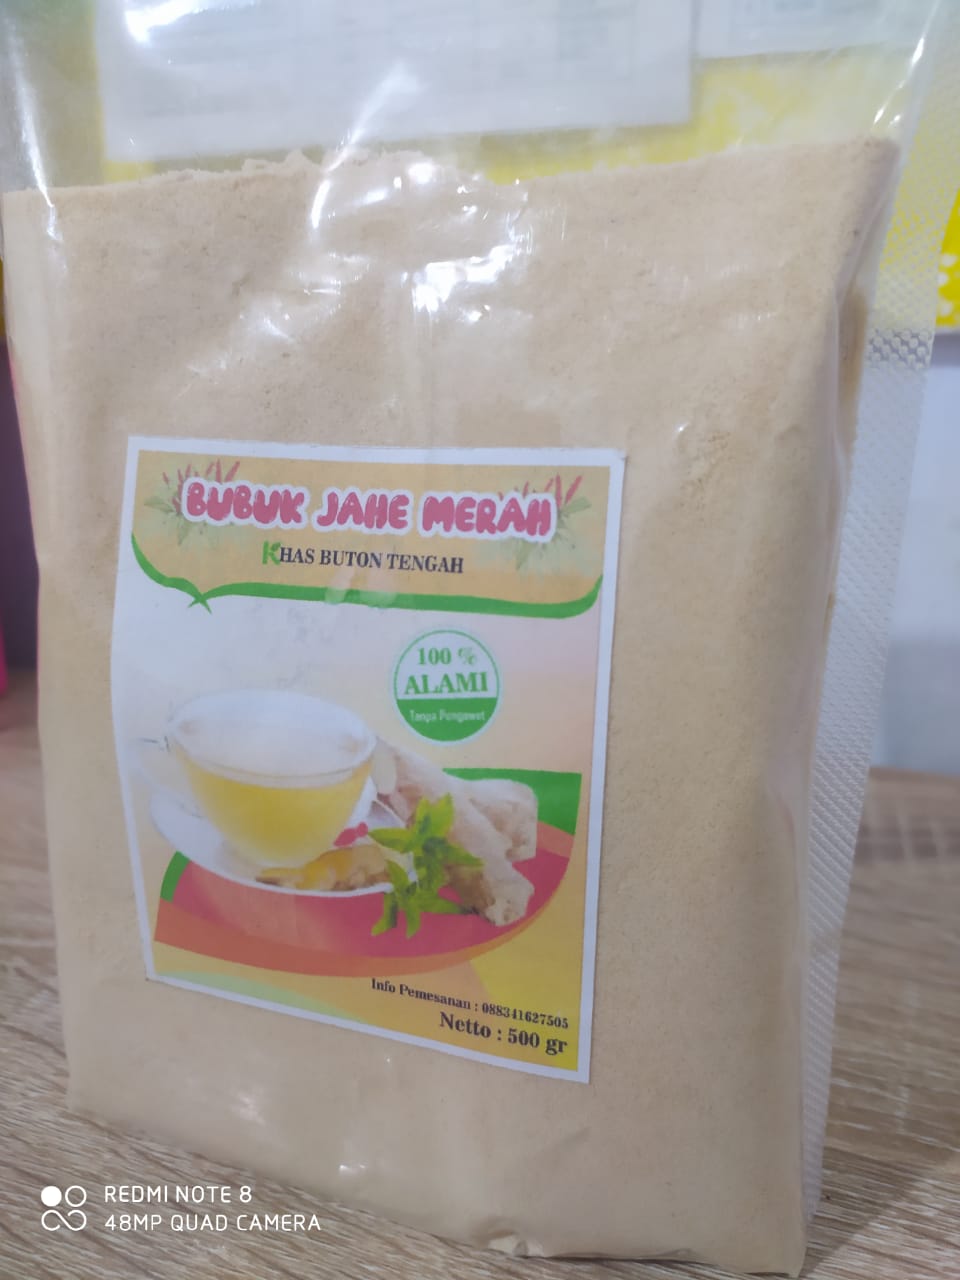 BUBUK JAHE MERAH
KHAS BUTON TENGAH
100 %
ALAMI
Tanpa Pengawet
Info Pemesanan : 088341627505
Netto : 500 gr
REDMI NOTE 8
48MP QUAD CAMERA